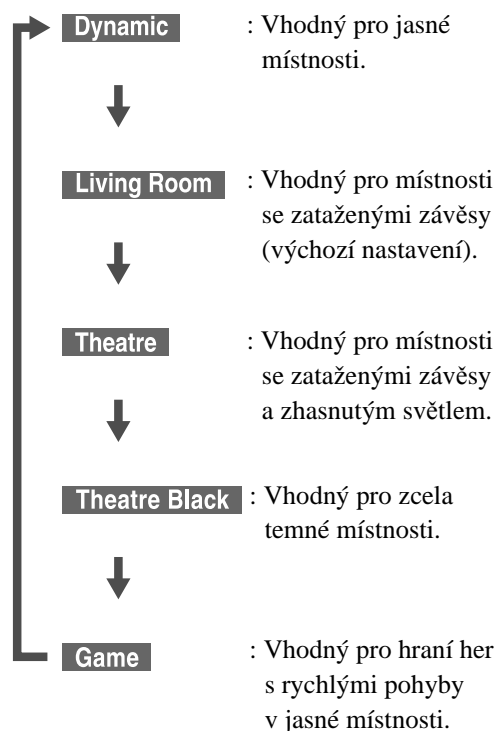 Dynamic : Vhodný pro jasné
místnosti.
Living Room : Vhodný pro místnosti
se zataženými závěsy
(výchozí nastavení).
Theatre : Vhodný pro místnosti
se zataženými závěsy
a zhasnutým světlem.
Theatre Black : Vhodný pro zcela
temné místnosti.
Game : Vhodný pro hraní her
s rychlými pohyby
v jasné místnosti.